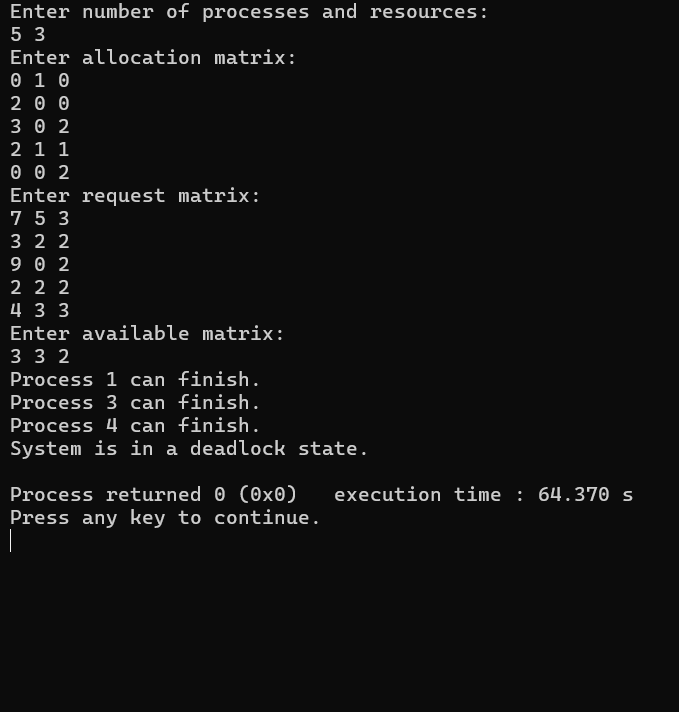 Enter number of processes and resources:
5 3
Enter allocation matrix:
0 1 0
2 0 0
3 0 2
2 1 1
0 0 2
Enter request matrix:
7 5 3
3 2 2
9 0 2
2 2 2
4 3 3
Enter available matrix:
3 3 2
Process 1 can finish.
Process 3 can finish.
Process 4 can finish.
System is in a deadlock state.

Process returned 0 (0x0)   execution time : 64.370 s
Press any key to continue.